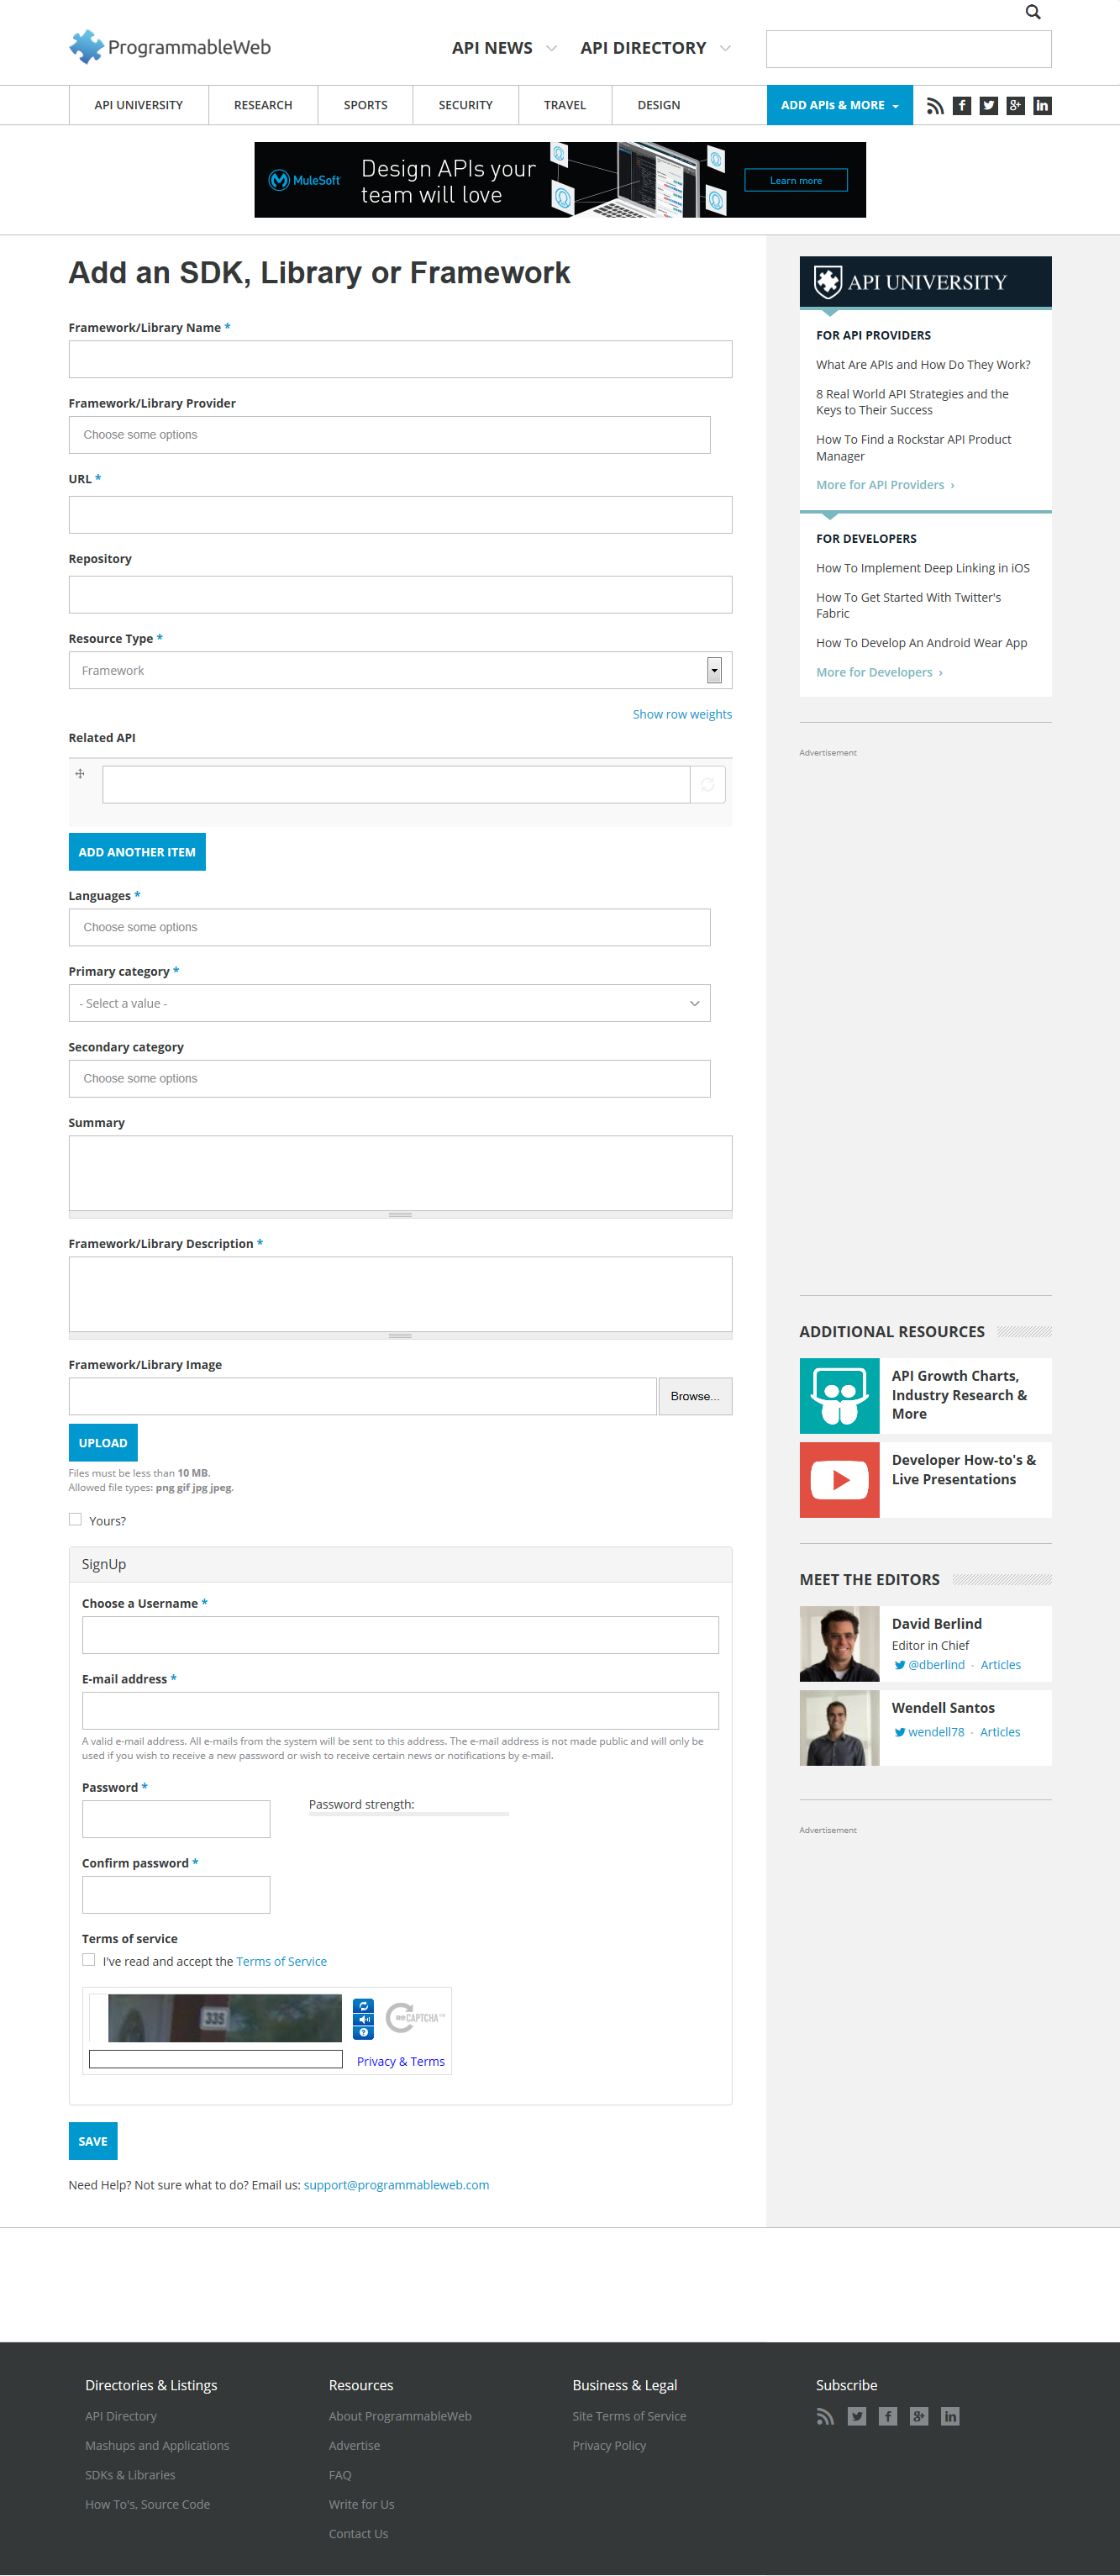 ProgrammableWeb
API NEWS
API DIRECTORY
API UNIVERSITY
RESEARCH
SPORTS
SECURITY
TRAVEL
DESIGN
ADD APIs & MORE
MuleSoft
Design APIs your
team will love
Learn more
Add an SDK, Library or Framework
Framework/Library Name *
Framework/Library Provider
Choose some options
URL *
Repository
Resource Type *
Framework
Show row weights
Related API
ADD ANOTHER ITEM
Languages *
Choose some options
Primary category *
- Select a value -
Secondary category
Choose some options
Summary
Framework/Library Description *
Framework/Library Image
Browse...
UPLOAD
Files must be less than 10 MB.
Allowed file types: png gif jpg jpeg.
Yours?
SignUp
Choose a Username *
E-mail address *
A valid e-mail address. All e-mails from the system will be sent to this address. The e-mail address is not made public and will only be
used if you wish to receive a new password or wish to receive certain news or notifications by e-mail.
Password *
Password strength:
Confirm password *
Terms of service
I've read and accept the Terms of Service
335
reCAPTCHA™
Privacy & Terms
SAVE
Need Help? Not sure what to do? Email us: support@programmableweb.com
API UNIVERSITY
FOR API PROVIDERS
What Are APIs and How Do They Work?
8 Real World API Strategies and the
Keys to Their Success
How To Find a Rockstar API Product
Manager
More for API Providers ›
FOR DEVELOPERS
How To Implement Deep Linking in iOS
How To Get Started With Twitter's
Fabric
How To Develop An Android Wear App
More for Developers ›
Advertisement
ADDITIONAL RESOURCES
API Growth Charts,
Industry Research &
More
Developer How-to's &
Live Presentations
MEET THE EDITORS
David Berlind
Editor in Chief
@dberlind · Articles
Wendell Santos
wendell78 · Articles
Advertisement
Directories & Listings
API Directory
Mashups and Applications
SDKs & Libraries
How To's, Source Code
Resources
About ProgrammableWeb
Advertise
FAQ
Write for Us
Contact Us
Business & Legal
Site Terms of Service
Privacy Policy
Subscribe